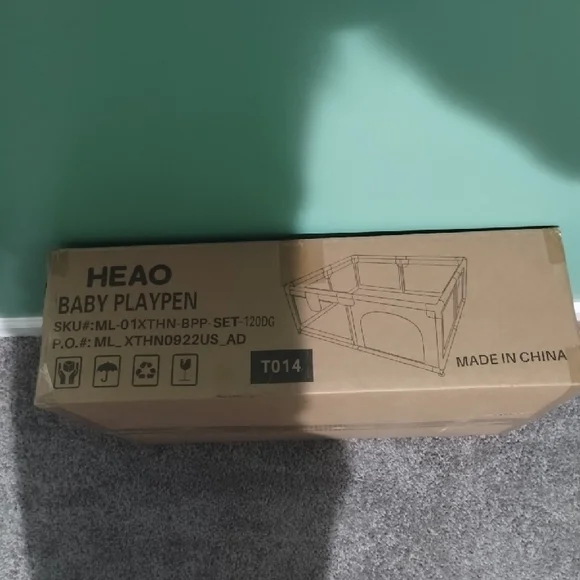 HEAO
BABY PLAYPEN
SKU#:ML-01XTHN-BPP-SET-120DG
P.O.#: ML_XTHN0922US_AD
T014
MADE IN CHINA